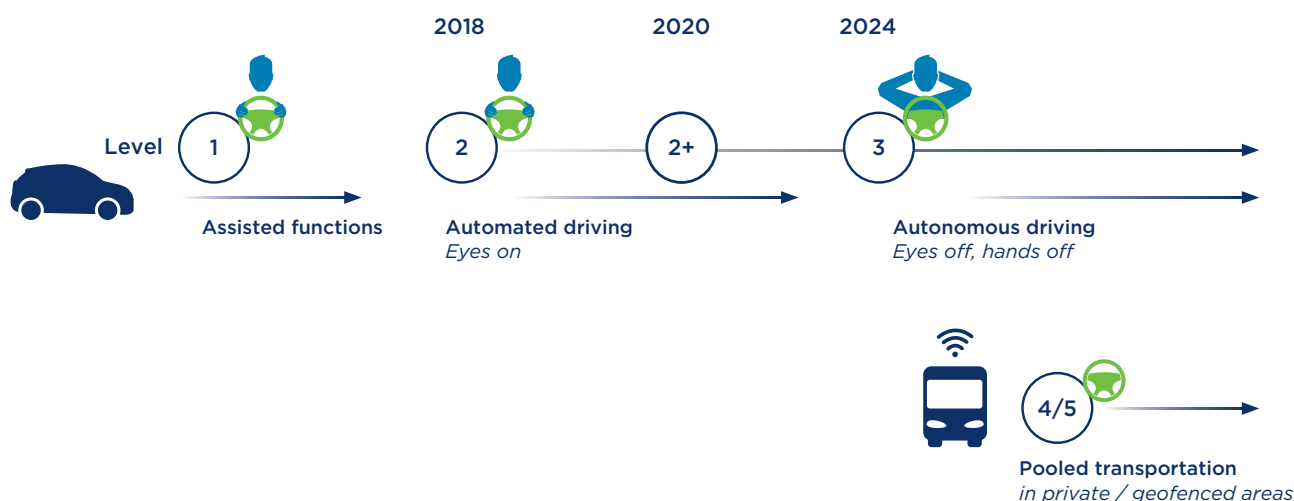 2018
2020
2024
Level
1
2
2+
3
Assisted functions
Automated driving
Eyes on
Autonomous driving
Eyes off, hands off
4/5
Pooled transportation
in private / geofenced areas